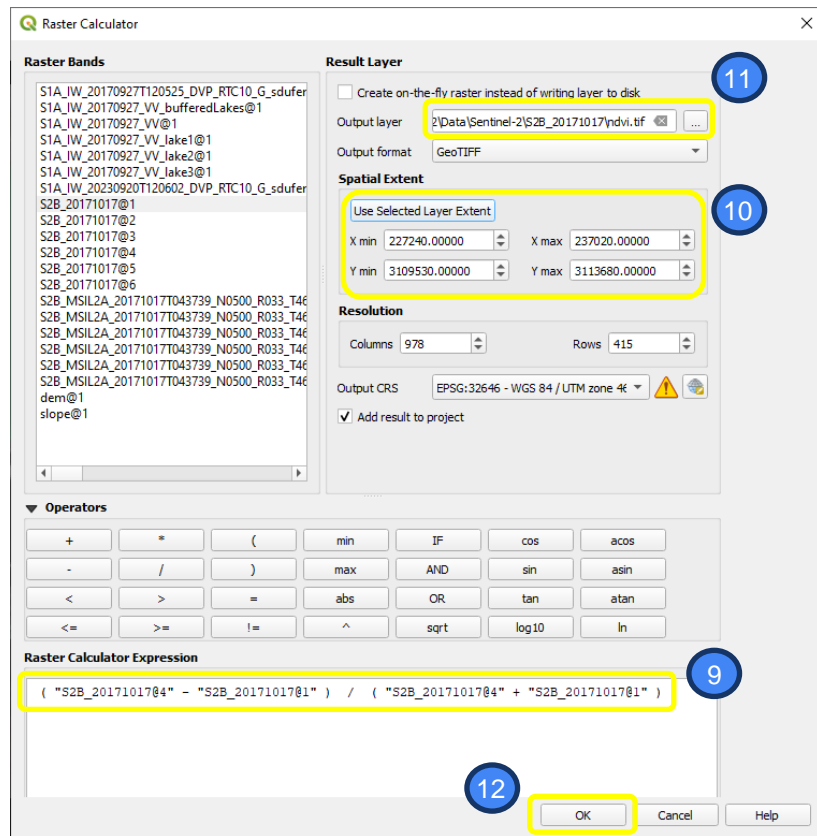 Raster Calculator
Raster Bands
S1A_IW_20170927T120525_DVP_RTC10_G_sdufer
S1A_IW_20170927_VV_bufferedLakes@1
S1A_IW_20170927_VV@1
S1A_IW_20170927_VV_lake1@1
S1A_IW_20170927_VV_lake2@1
S1A_IW_20170927_VV_lake3@1
S1A_IW_20230920T120602_DVP_RTC10_G_sdufer
S2B_20171017@1
S2B_20171017@2
S2B_20171017@3
S2B_20171017@4
S2B_20171017@5
S2B_20171017@6
S2B_MSIL2A_20171017T043739_N0500_R033_T46
S2B_MSIL2A_20171017T043739_N0500_R033_T46
S2B_MSIL2A_20171017T043739_N0500_R033_T46
S2B_MSIL2A_20171017T043739_N0500_R033_T46
S2B_MSIL2A_20171017T043739_N0500_R033_T46
S2B_MSIL2A_20171017T043739_N0500_R033_T46
dem@1
slope@1
Result Layer
11
Create on-the-fly raster instead of writing layer to disk
Output layer 2\Data\Sentinel-2\S2B_20171017\ndvi.tif ...
Output format GeoTIFF
Spatial Extent
10
Use Selected Layer Extent
X min 227240.00000 X max 237020.00000
Y min 3109530.00000 Y max 3113680.00000
Resolution
Columns 978 Rows 415
Output CRS EPSG:32646 - WGS 84 / UTM zone 46
Add result to project
Operators
+ * ( min IF cos acos
- / ) max AND sin asin
< > = abs OR tan atan
<= >= != ^ sqrt log10 ln
Raster Calculator Expression
9
( "S2B_20171017@4" - "S2B_20171017@1" ) / ( "S2B_20171017@4" + "S2B_20171017@1" )
12
OK Cancel Help